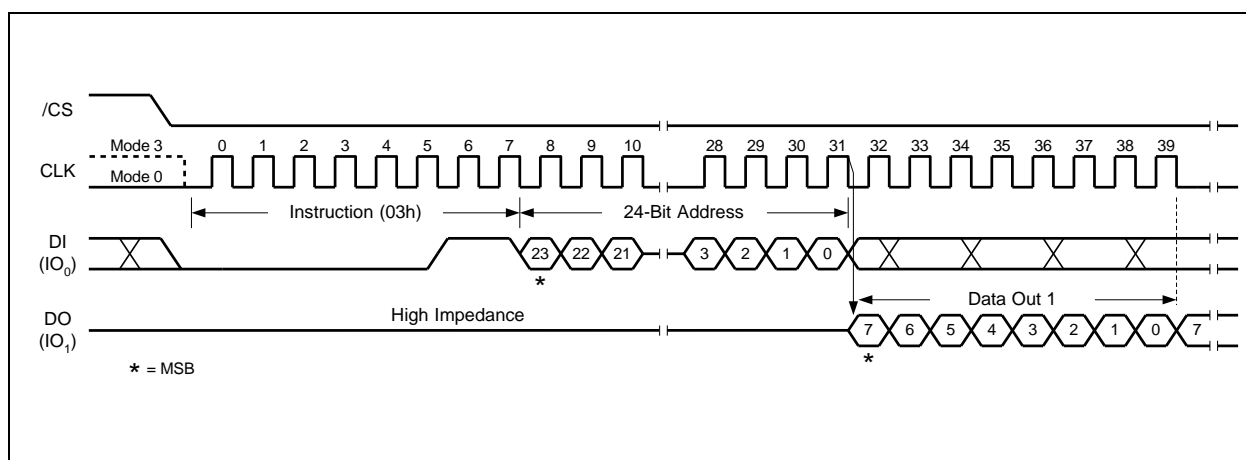 /CS
Mode 3 0 1 2 3 4 5 6 7 8 9 10 28 29 30 31 32 33 34 35 36 37 38 39
CLK Mode 0
Instruction (03h) 24-Bit Address
DI
(IO₀) 23 22 21 3 2 1 0
*
Data Out 1
High Impedance
DO
(IO₁) 7 6 5 4 3 2 1 0 7
*
* = MSB